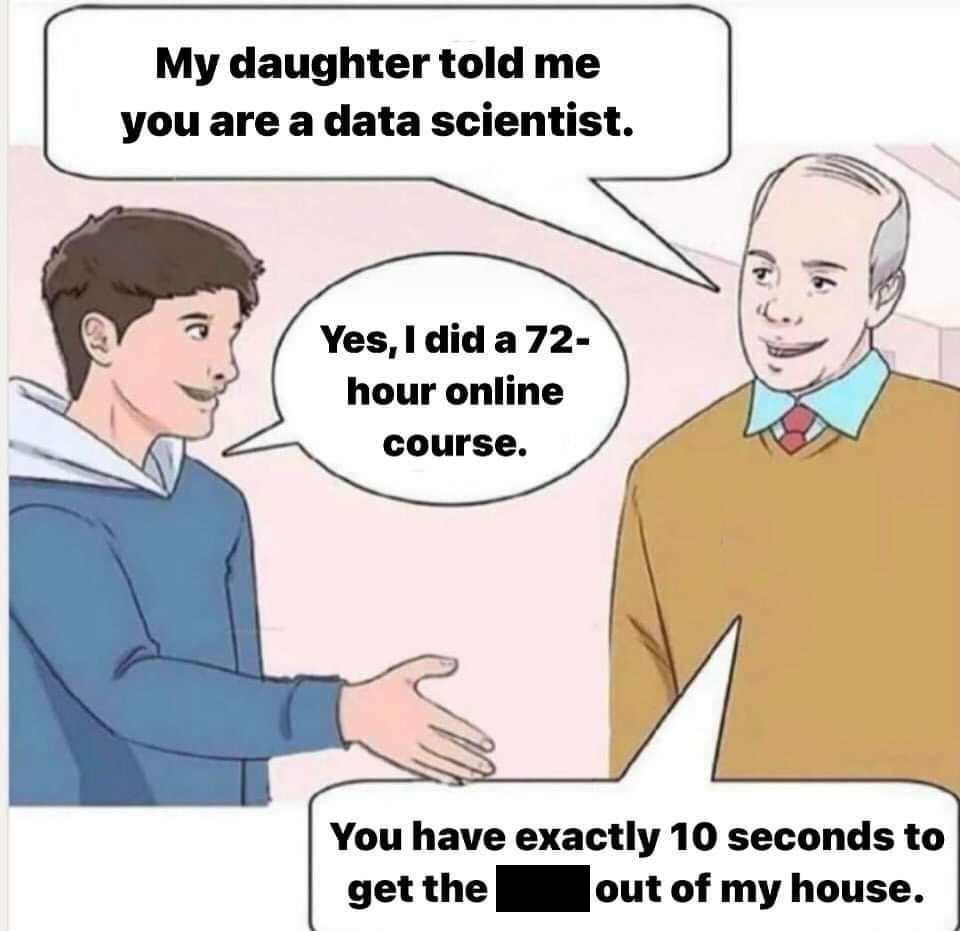 My daughter told me
you are a data scientist.
Yes, I did a 72-
hour online
course.
You have exactly 10 seconds to
get the out of my house.